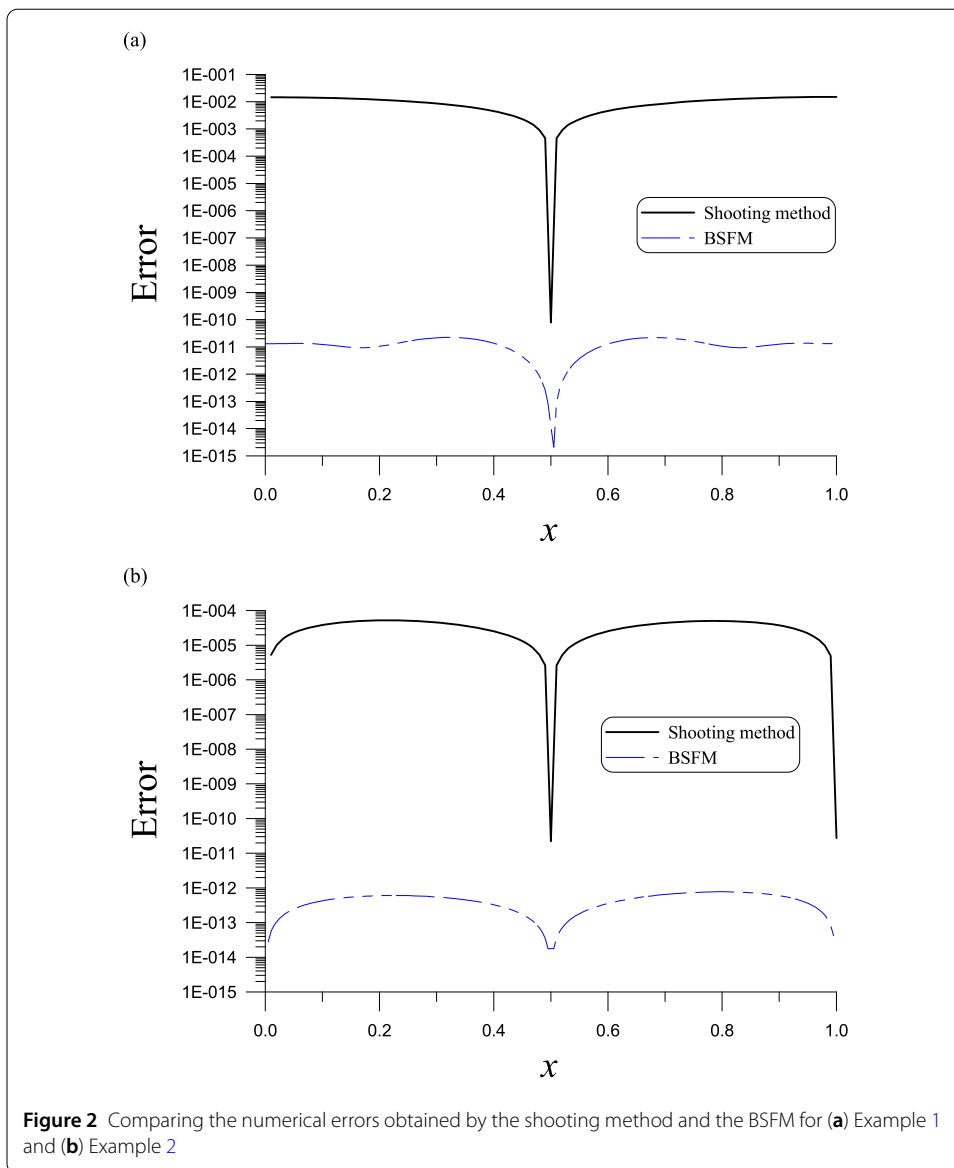 (a)
1E-001
1E-002
1E-003
1E-004
1E-005
1E-006
1E-007
1E-008
1E-009
1E-010
1E-011
1E-012
1E-013
1E-014
1E-015
Error
Shooting method
BSFM
0.0 0.2 0.4 0.6 0.8 1.0
x
(b)
1E-004
1E-005
1E-006
1E-007
1E-008
1E-009
1E-010
1E-011
1E-012
1E-013
1E-014
1E-015
Error
Shooting method
BSFM
0.0 0.2 0.4 0.6 0.8 1.0
x
Figure 2 Comparing the numerical errors obtained by the shooting method and the BSFM for (a) Example 1
and (b) Example 2